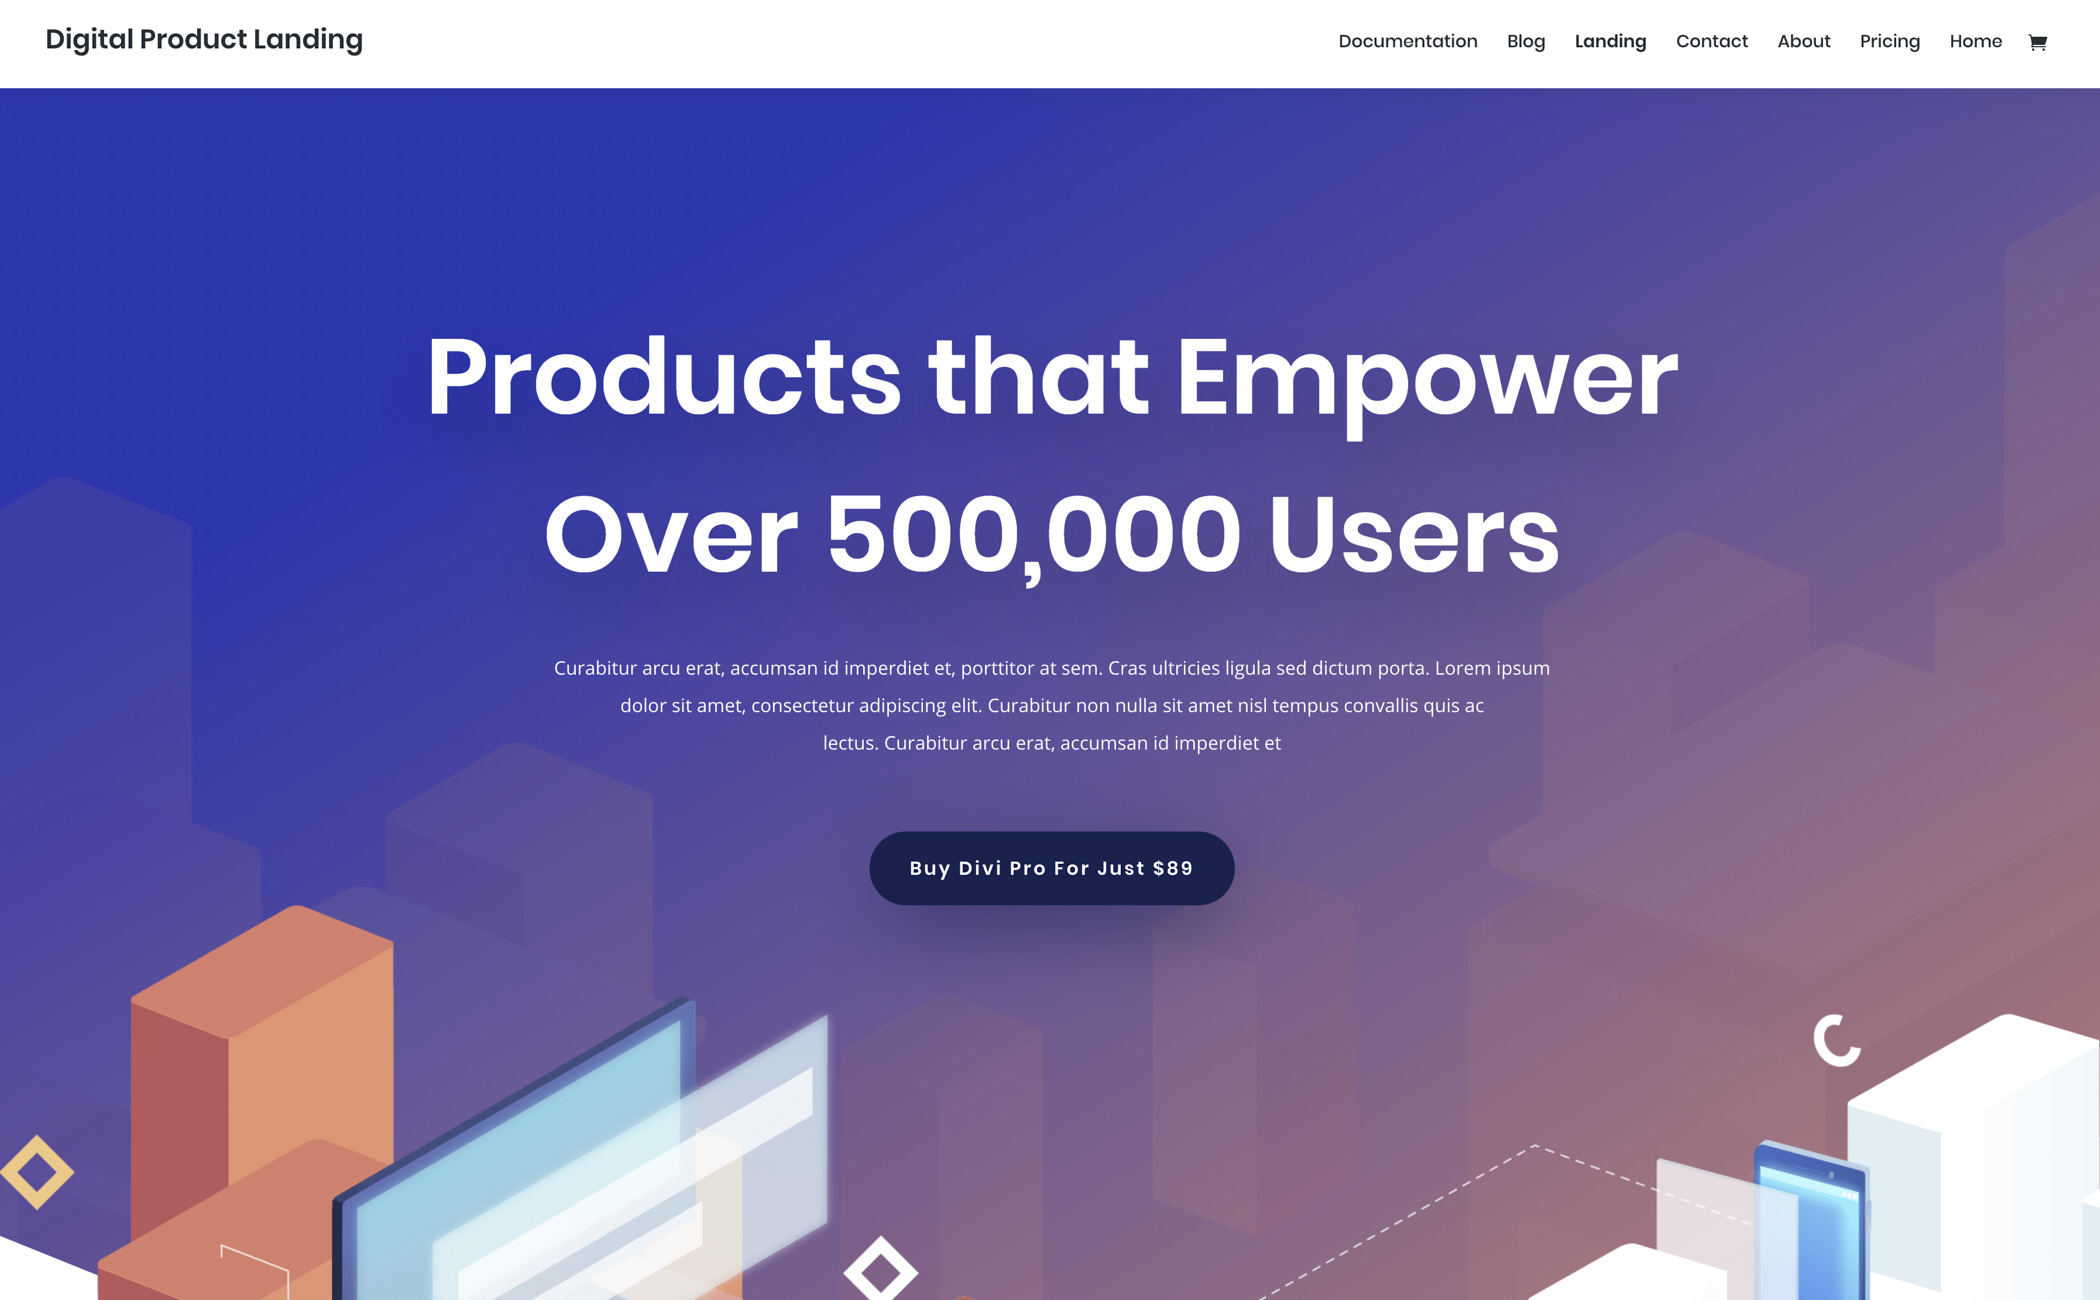 Digital Product Landing
Documentation Blog Landing Contact About Pricing Home
Products that Empower
Over 500,000 Users
Curabitur arcu erat, accumsan id imperdiet et, porttitor at sem. Cras ultricies ligula sed dictum porta. Lorem ipsum
dolor sit amet, consectetur adipiscing elit. Curabitur non nulla sit amet nisl tempus convallis quis ac
lectus. Curabitur arcu erat, accumsan id imperdiet et
Buy Divi Pro For Just $89